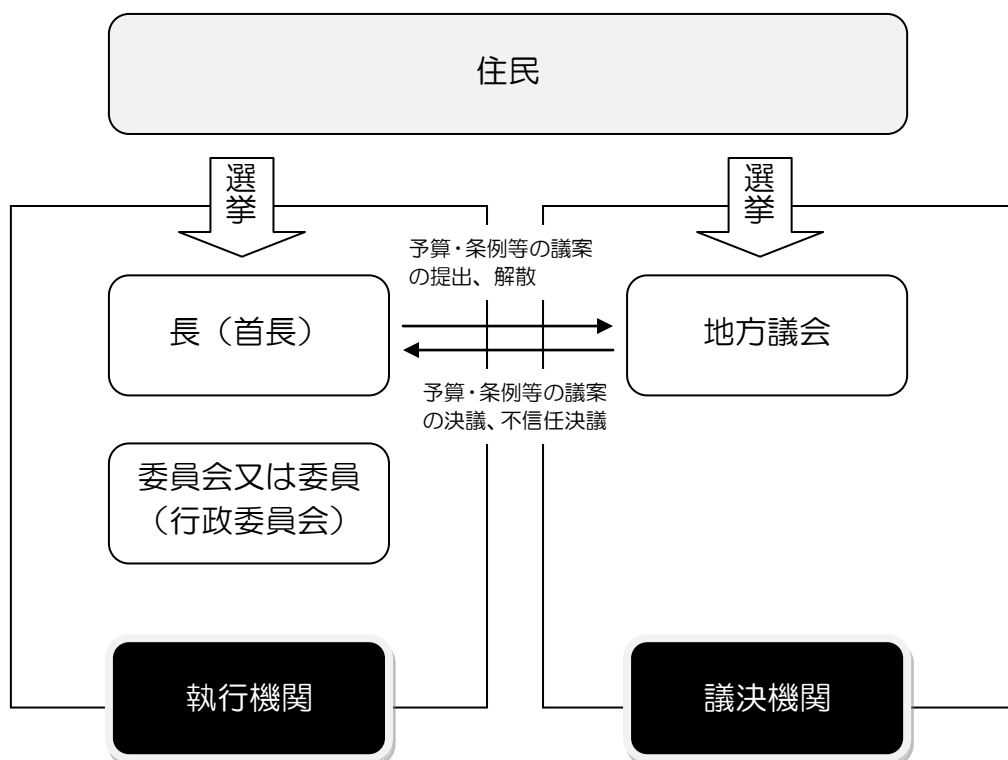 住民
選挙
選挙
予算・条例等の議案
の提出、解散
長（首長）
地方議会
予算・条例等の議案
の決議、不信任決議
委員会又は委員
（行政委員会）
執行機関
議決機関